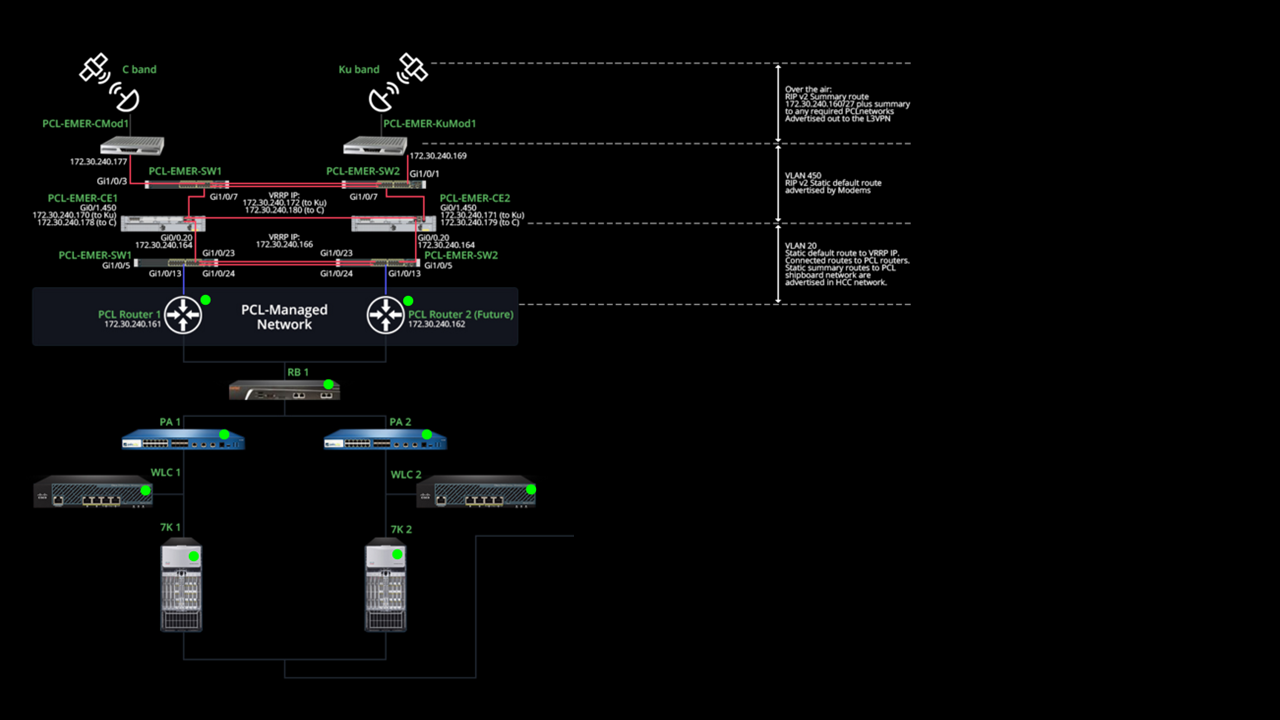 C band
Ku band
Over the air:
RIP v2 Summary route
172.30.240.160/27 plus summary
to any required PCLnetworks
Advertised out to the L3VPN
PCL-EMER-CMod1
PCL-EMER-KuMod1
172.30.240.177
172.30.240.169
PCL-EMER-SW1
PCL-EMER-SW2
Gi1/0/3
Gi1/0/1
VLAN 450
RIP v2 Static default route
advertised by Modems
Gi1/0/7
VRRP IP:
172.30.240.172 (to Ku)
172.30.240.180 (to C)
Gi1/0/7
PCL-EMER-CE1
Gi0/1.450
172.30.240.170 (to Ku)
172.30.240.178 (to C)
PCL-EMER-CE2
Gi0/1.450
172.30.240.171 (to Ku)
172.30.240.179 (to C)
Gi0/0.20
172.30.240.164
VRRP IP:
172.30.240.166
Gi0/0.20
172.30.240.164
VLAN 20
Static default route to VRRP IP.
Connected routes to PCL routers.
Static summary routes to PCL
shipboard network are
advertised in HCC network.
PCL-EMER-SW1
Gi1/0/5
Gi1/0/23
Gi1/0/23
PCL-EMER-SW2
Gi1/0/5
Gi1/0/13
Gi1/0/24
Gi1/0/24
Gi1/0/13
PCL Router 1
172.30.240.161
PCL-Managed
Network
PCL Router 2 (Future)
172.30.240.162
RB 1
PA 1
PA 2
WLC 1
WLC 2
7K 1
7K 2